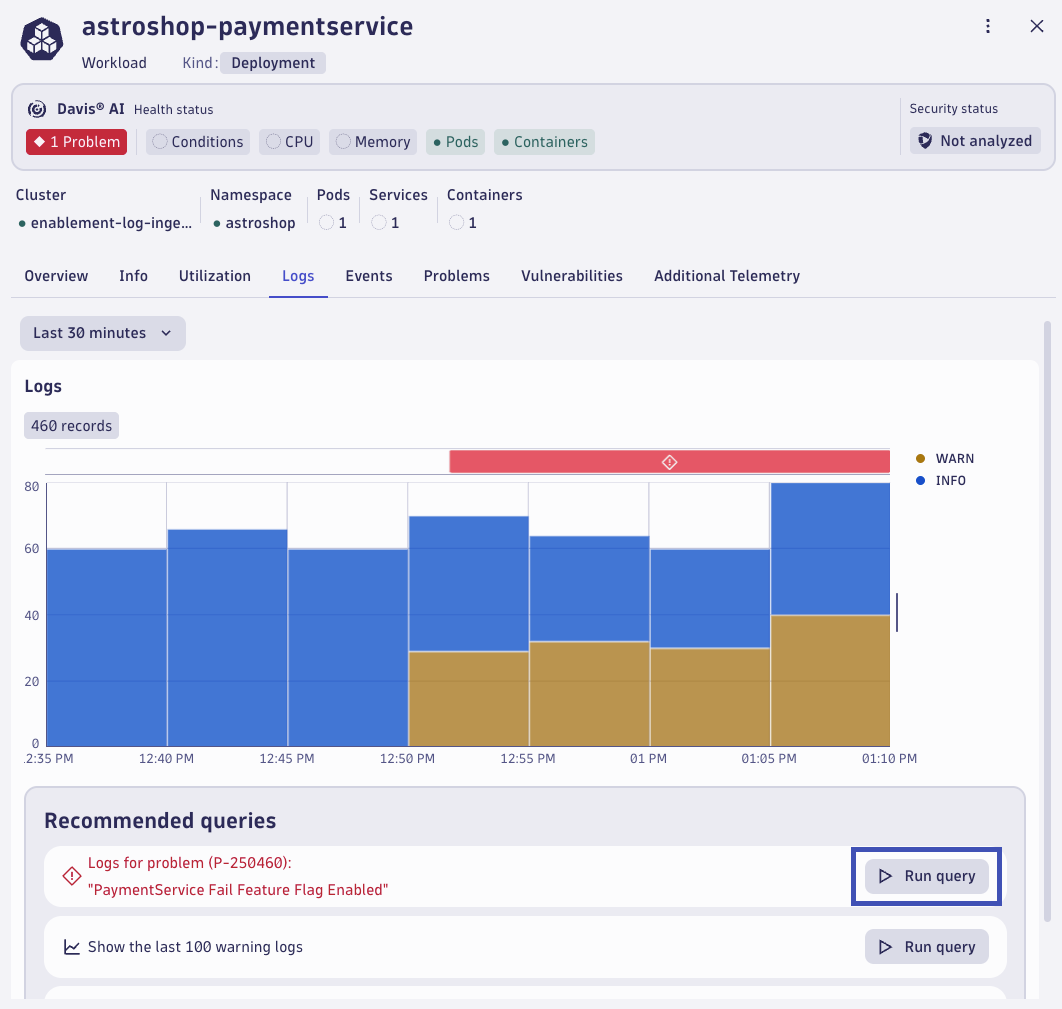 astroshop-paymentservice
Workload Kind: Deployment
Davis® AI Health status
Security status
1 Problem Conditions CPU Memory Pods Containers
Not analyzed
Cluster Namespace Pods Services Containers
enablement-log-inge... astroshop 1 1 1
Overview Info Utilization Logs Events Problems Vulnerabilities Additional Telemetry
Last 30 minutes
Logs
460 records
WARN
INFO
80
60
40
20
0
2:35 PM 12:40 PM 12:45 PM 12:50 PM 12:55 PM 01 PM 01:05 PM 01:10 PM
Recommended queries
Logs for problem (P-250460):
"PaymentService Fail Feature Flag Enabled"
Run query
Show the last 100 warning logs
Run query